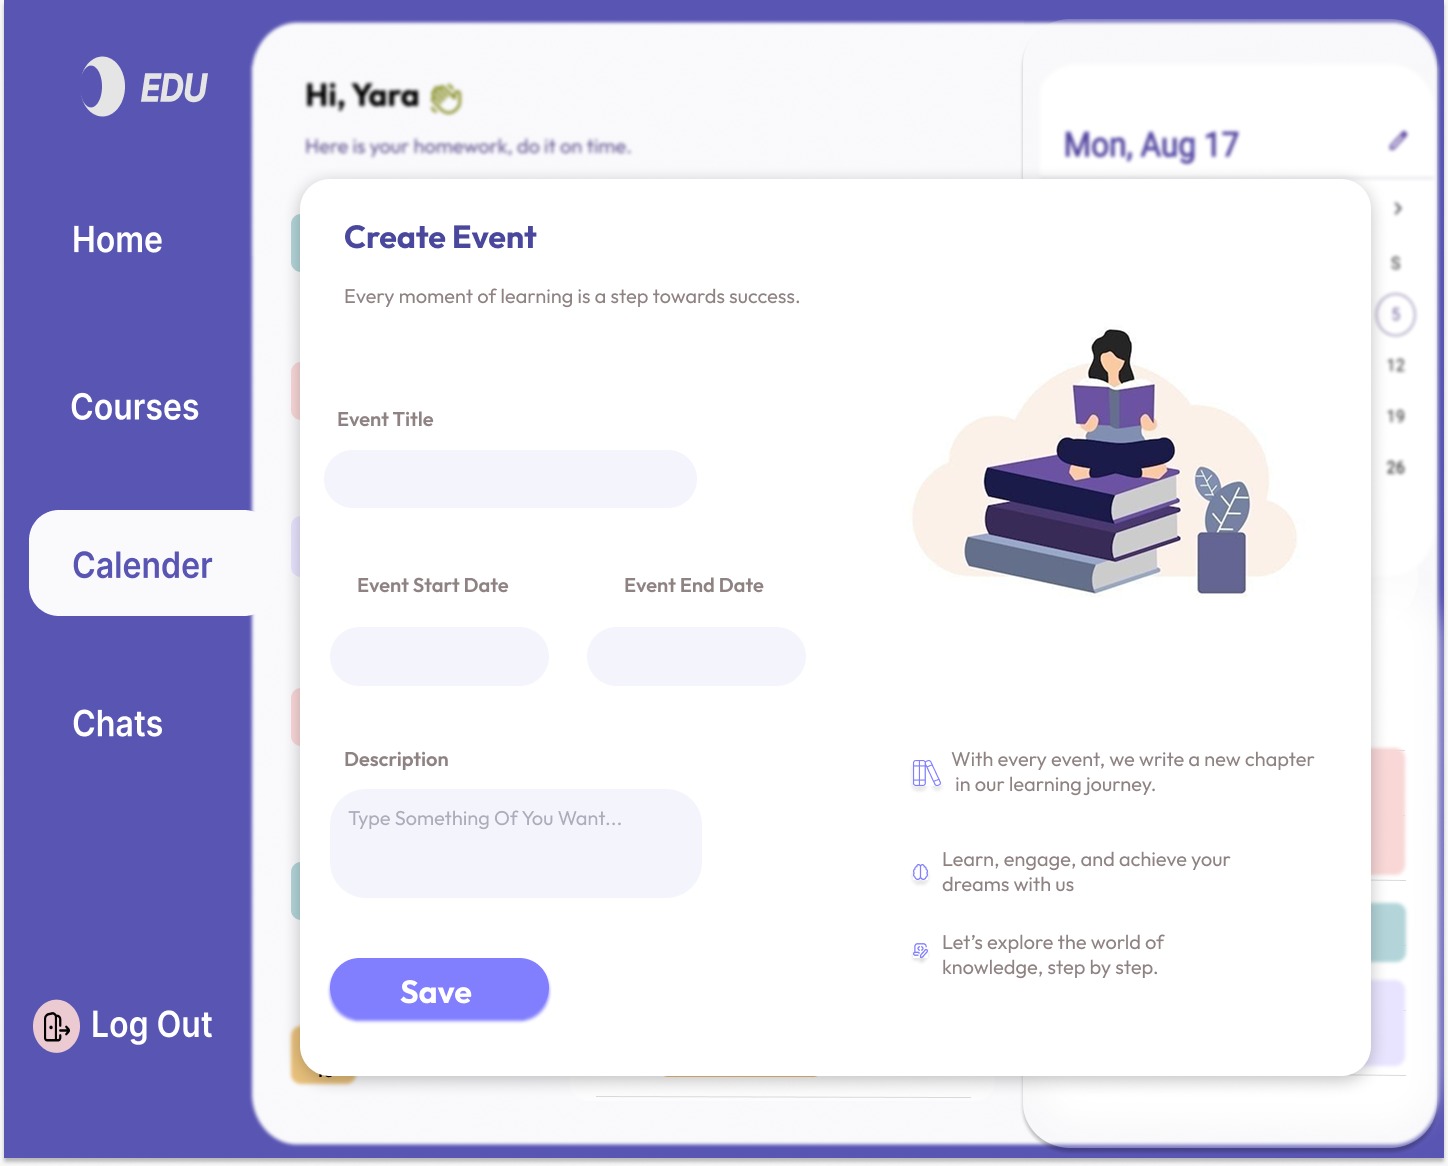 EDU
Home
Courses
Calender
Chats
Log Out
Hi, Yara
Here is your homework, do it on time.
Mon, Aug 17
S
5
12
19
26
Create Event
Every moment of learning is a step towards success.
Event Title
Event Start Date
Event End Date
Description
Type Something Of You Want...
Save
With every event, we write a new chapter
in our learning journey.
Learn, engage, and achieve your
dreams with us
Let's explore the world of
knowledge, step by step.